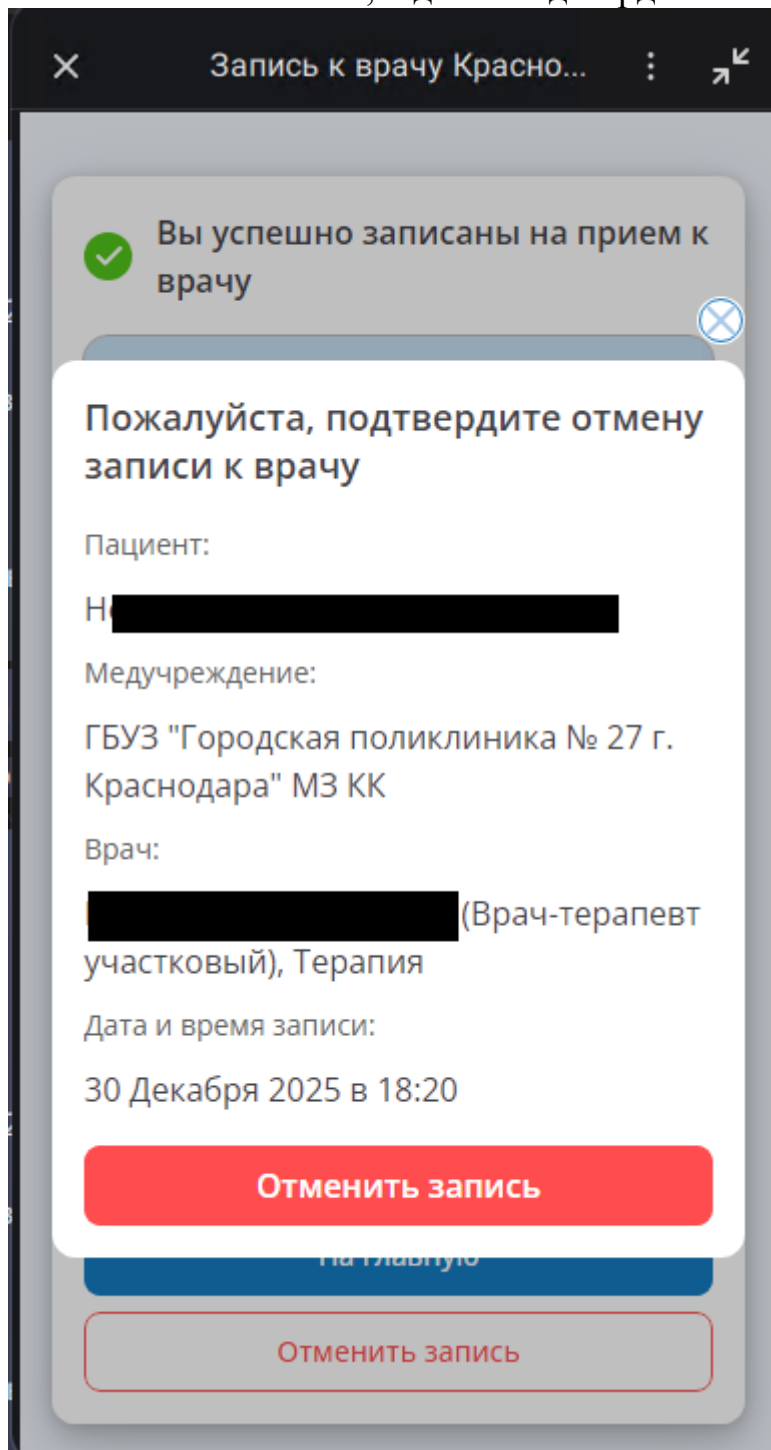 Запись к врачу Красно...
Вы успешно записаны на прием к
врачу
Пожалуйста, подтвердите отмену
записи к врачу
Пациент:
Медучреждение:
ГБУЗ "Городская поликлиника № 27 г.
Краснодара" МЗ КК
Врач:
(Врач-терапевт
участковый), Терапия
Дата и время записи:
30 Декабря 2025 в 18:20
Отменить запись
На главную
Отменить запись